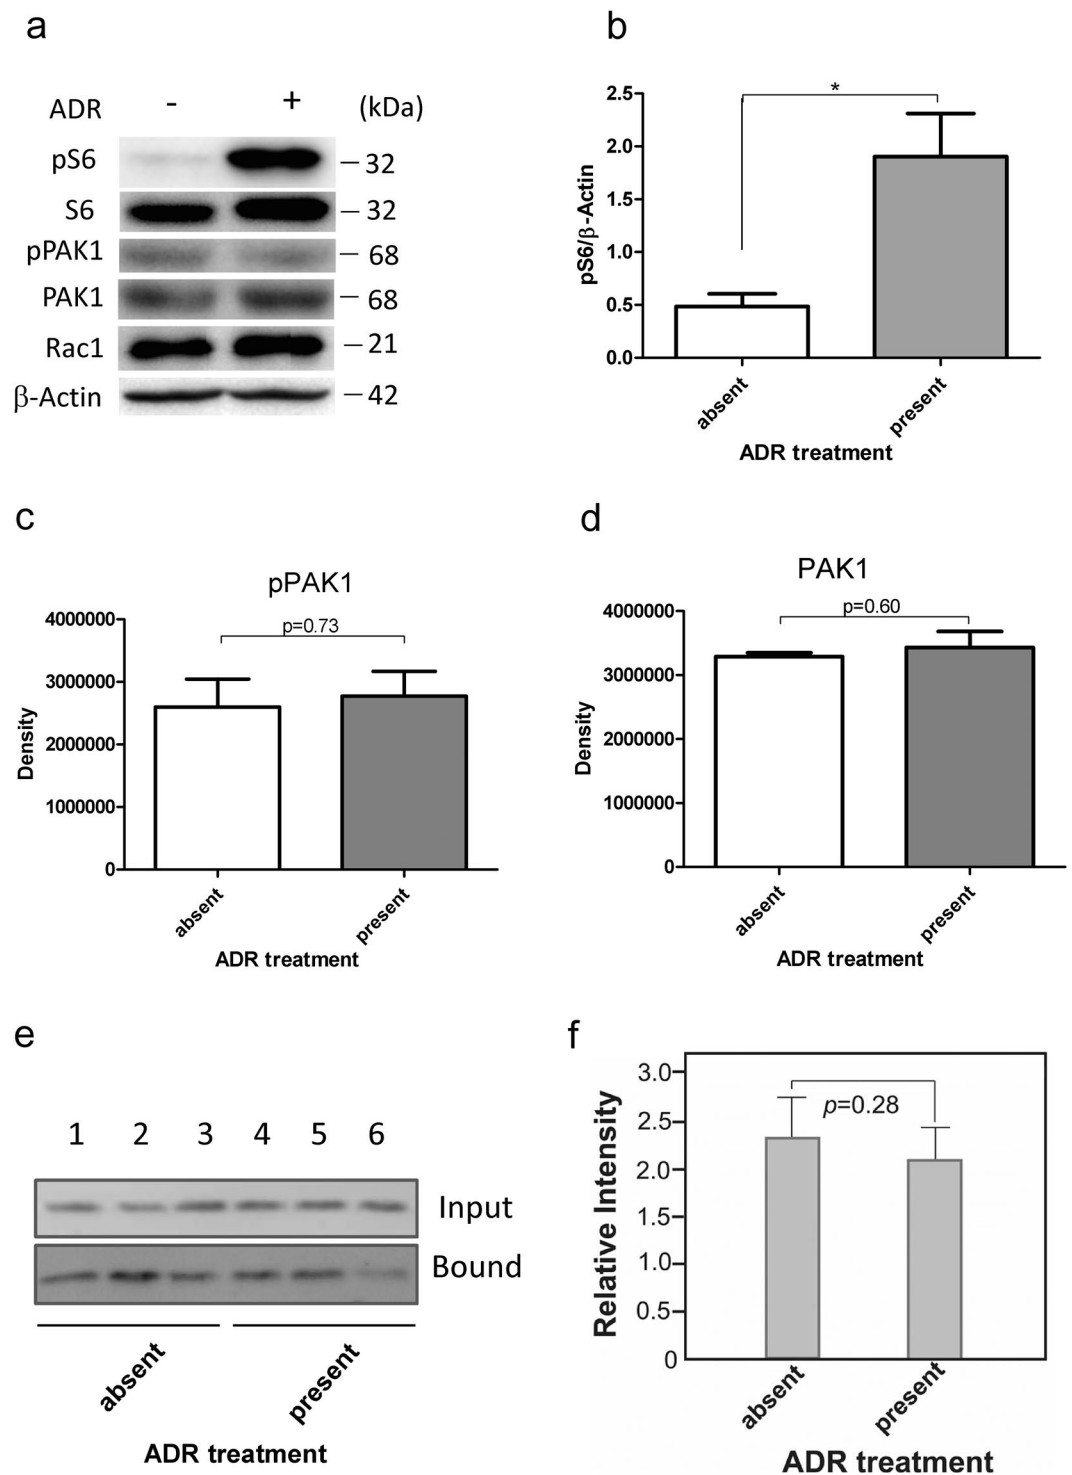 a
ADR - + (kDa)
pS6 32
S6 32
pPAK1 68
PAK1 68
Rac1 21
β-Actin 42
b
*
2.5
2.0
1.5
1.0
0.5
0.0
pS6/β-Actin
absent present
ADR treatment
c
pPAK1
p=0.73
4000000
3000000
2000000
1000000
0
Density
absent present
ADR treatment
d
PAK1
p=0.60
4000000
3000000
2000000
1000000
0
Density
absent present
ADR treatment
e
1 2 3 4 5 6
Input
Bound
absent present
ADR treatment
f
p=0.28
3.0
2.5
2.0
1.5
1.0
0.5
0
Relative Intensity
absent present
ADR treatment